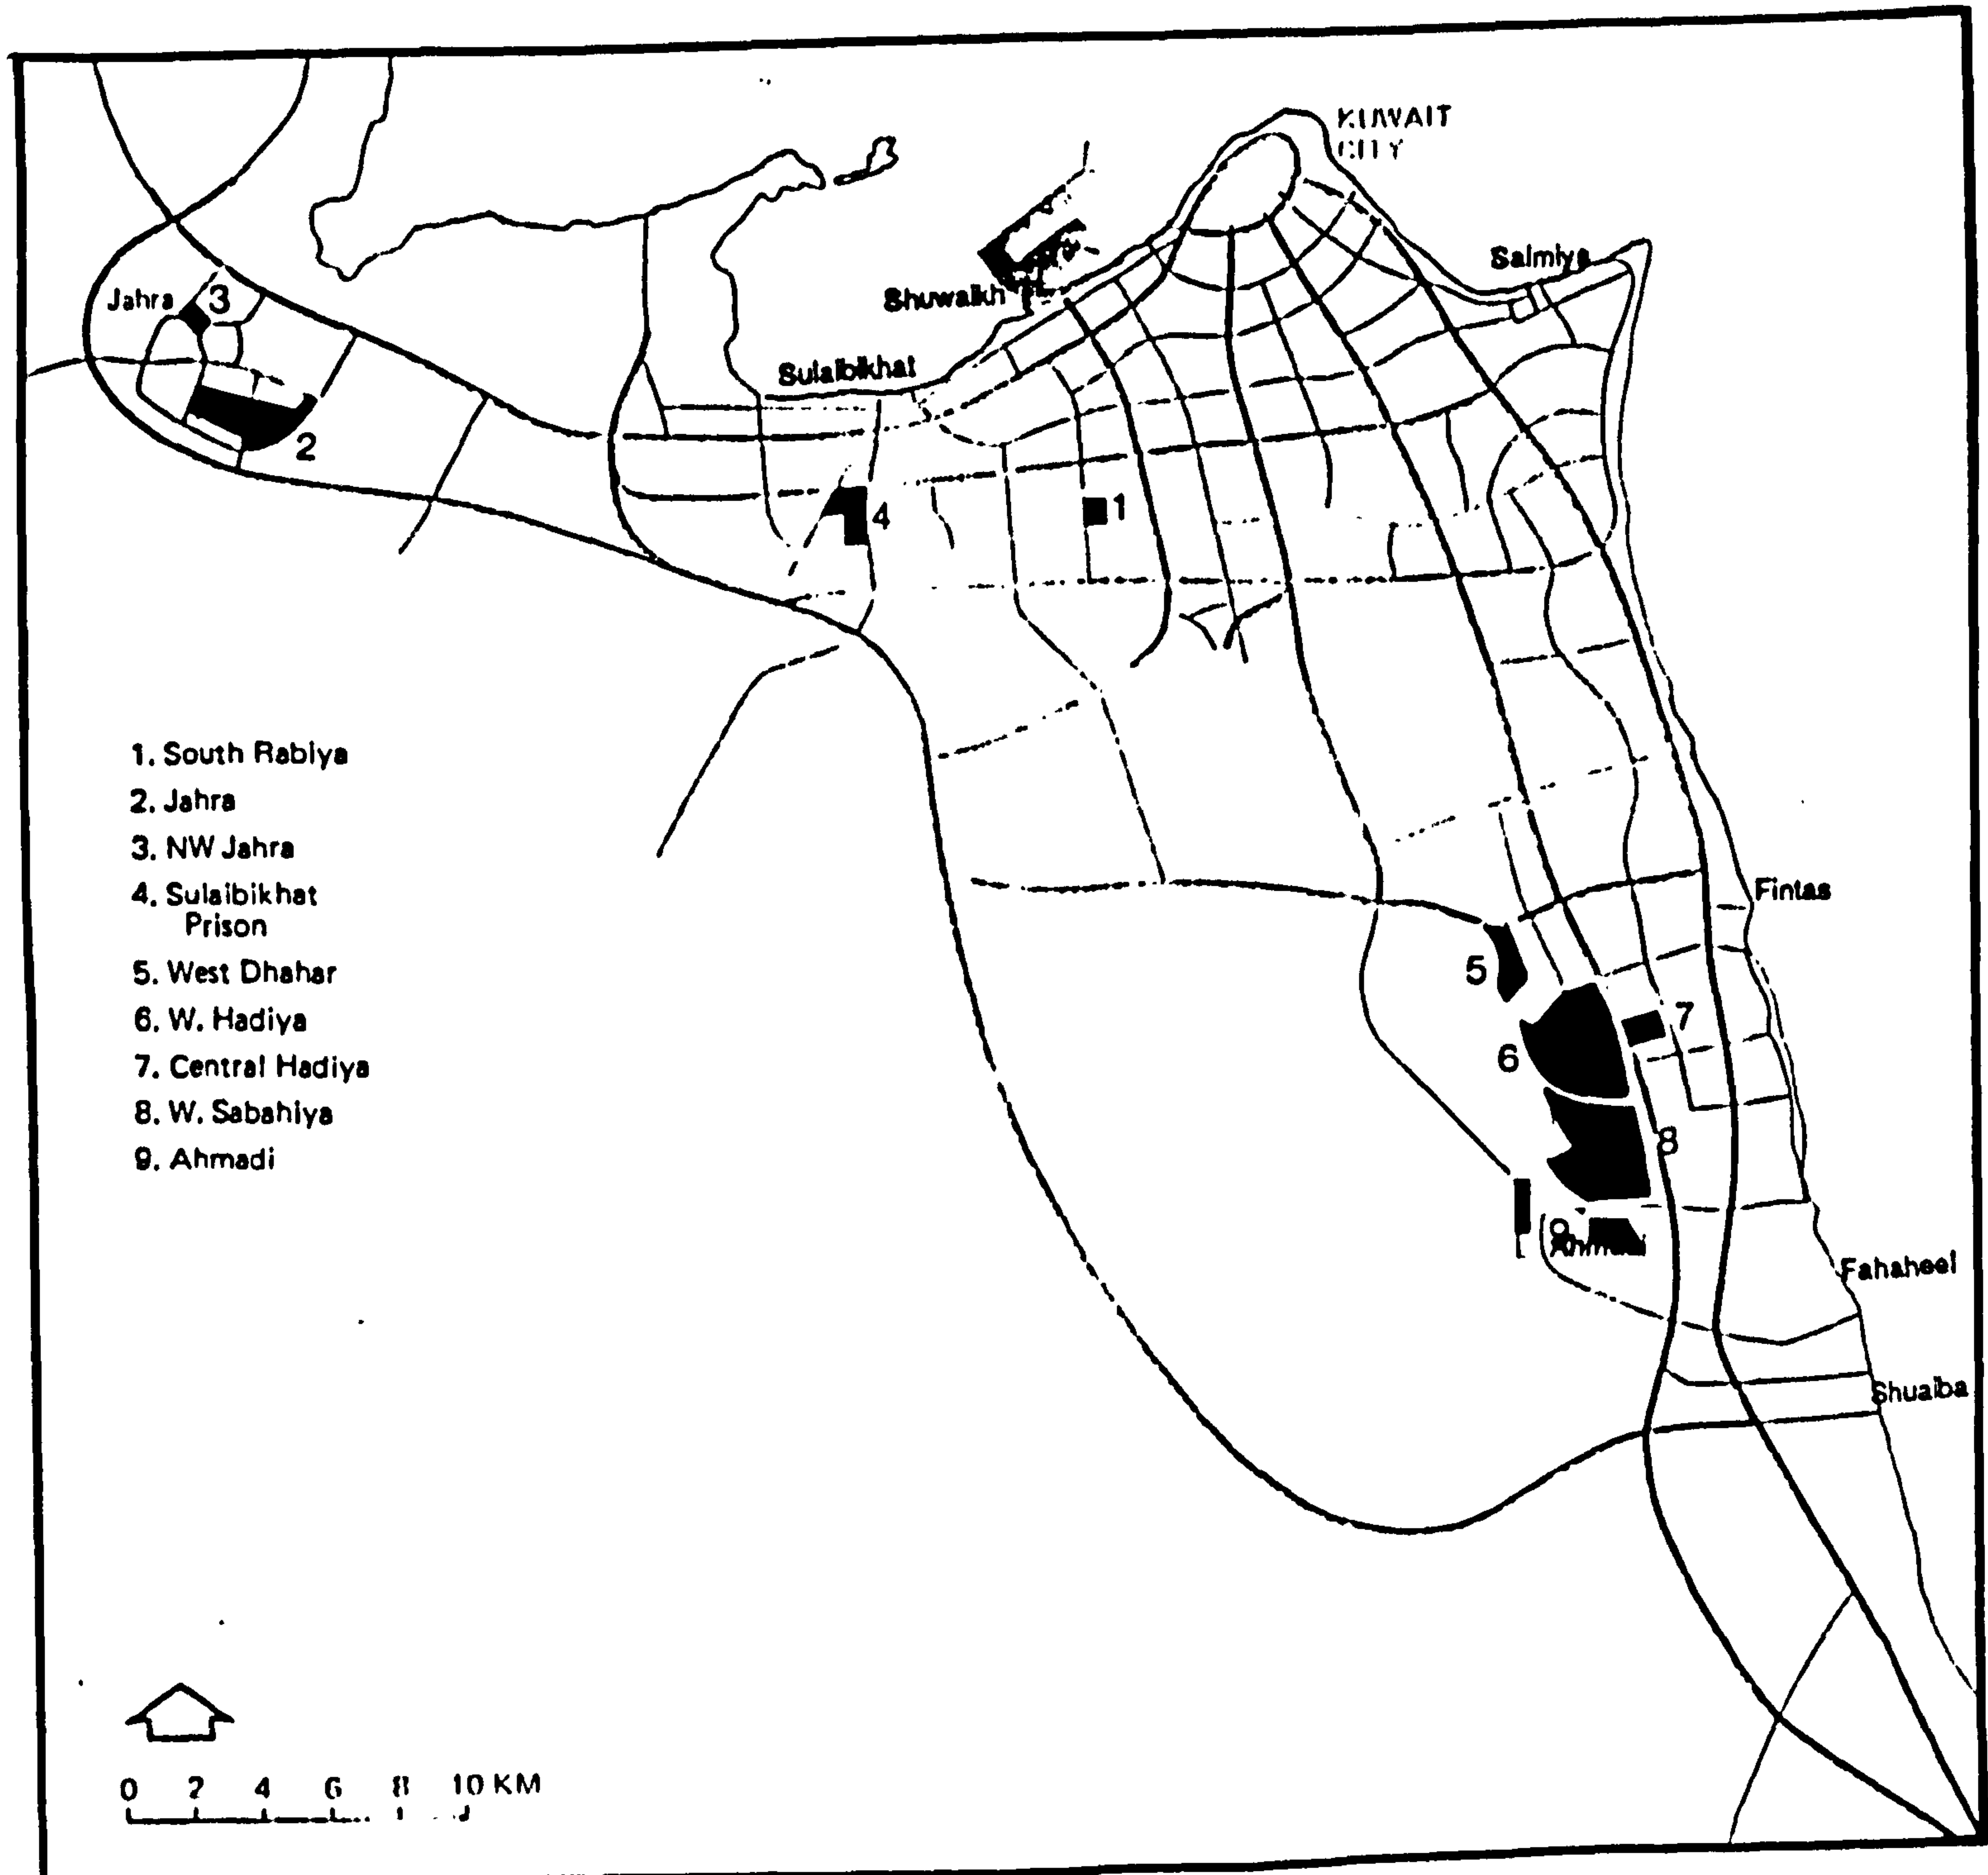 KUWAIT
CITY
Salmiya
Shuwaikh
Jahra
3
Sulaibikhat
2
4
1
1. South Rabiya
2. Jahra
3. NW Jahra
4. Sulaibikhat
Prison
5. West Dhahar
6. W. Hadiya
7. Central Hadiya
8. W. Sabahiya
9. Ahmadi
Fintas
5
7
6
8
9
Ahmadi
Fahaheel
Shuaiba
0 2 4 6 8 10 KM